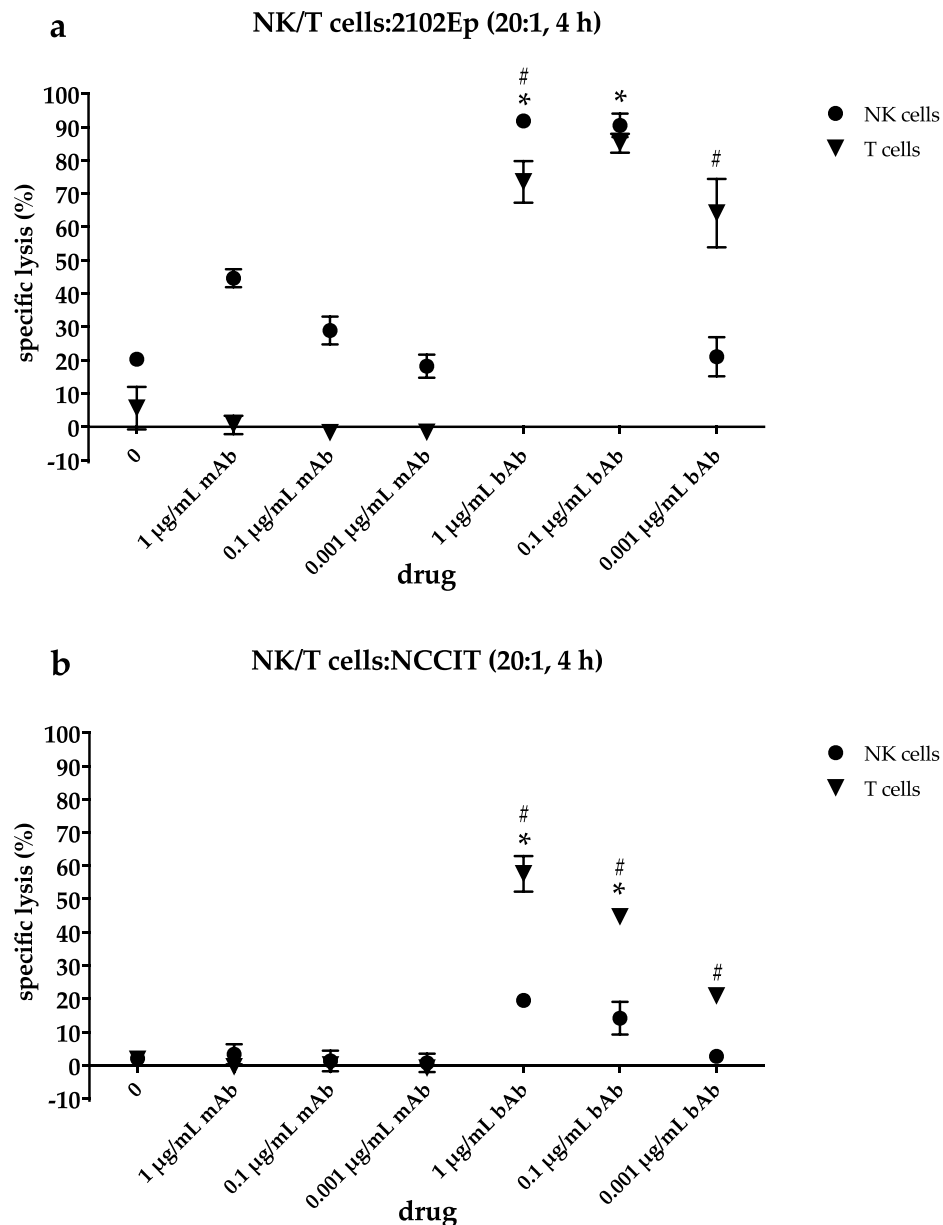 a
NK/T cells:2102Ep (20:1, 4 h)
specific lysis (%)
100
90
80
70
60
50
40
30
20
10
0
-10
#
*
*
#
NK cells
T cells
0
1 µg/mL mAb
0.1 µg/mL mAb
0.001 µg/mL mAb
1 µg/mL bAb
0.1 µg/mL bAb
0.001 µg/mL bAb
drug
b
NK/T cells:NCCIT (20:1, 4 h)
specific lysis (%)
100
90
80
70
60
50
40
30
20
10
0
-10
#
*
#
*
#
NK cells
T cells
0
1 µg/mL mAb
0.1 µg/mL mAb
0.001 µg/mL mAb
1 µg/mL bAb
0.1 µg/mL bAb
0.001 µg/mL bAb
drug